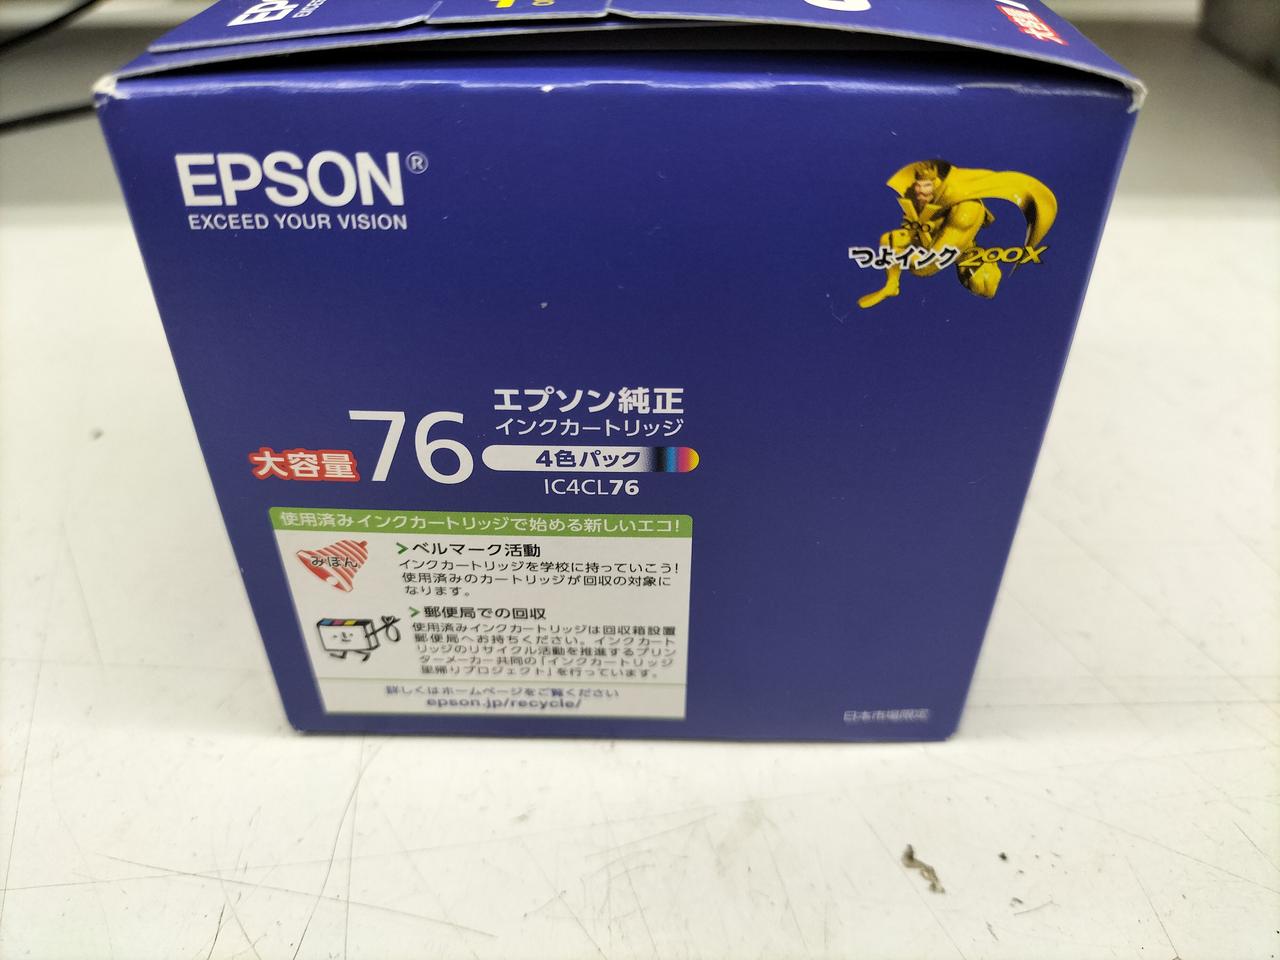 大容量
EPSON®
EXCEED YOUR VISION
つよインク200X
エプソン純正
インクカートリッジ
大容量 76
4色パック
IC4CL76
使用済みインクカートリッジで始める新しいエコ!
みほん
ベルマーク活動
インクカートリッジを学校に持っていこう!
使用済みのカートリッジが回収の対象に
なります。
郵便局での回収
使用済みインクカートリッジは回収箱設置
郵便局へお持ちください。インクカート
リッジのリサイクル活動を推進するプリン
ターメーカー共同の「インクカートリッジ
里帰りプロジェクト」を行っています。
詳しくはホームページをご覧ください
epson.jp/recycle/
日本市場限定